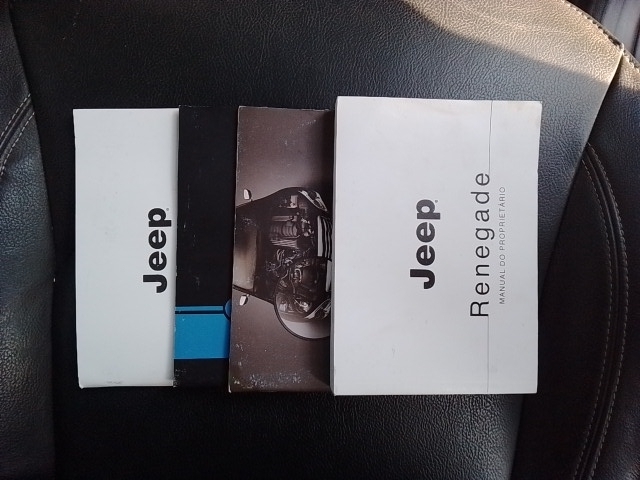 Jeep
Jeep
Renegade
MANUAL DO PROPRIETÁRIO